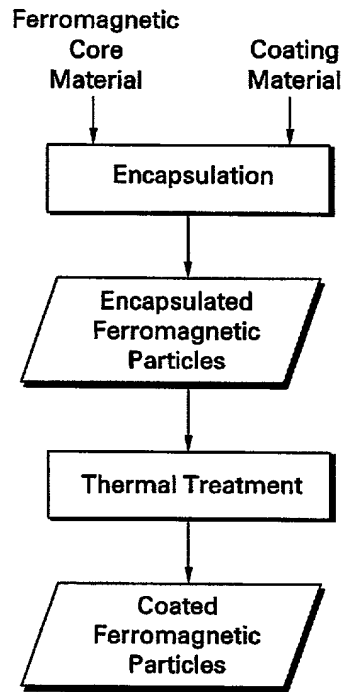 Ferromagnetic
Core
Material
Coating
Material
Encapsulation
Encapsulated
Ferromagnetic
Particles
Thermal Treatment
Coated
Ferromagnetic
Particles